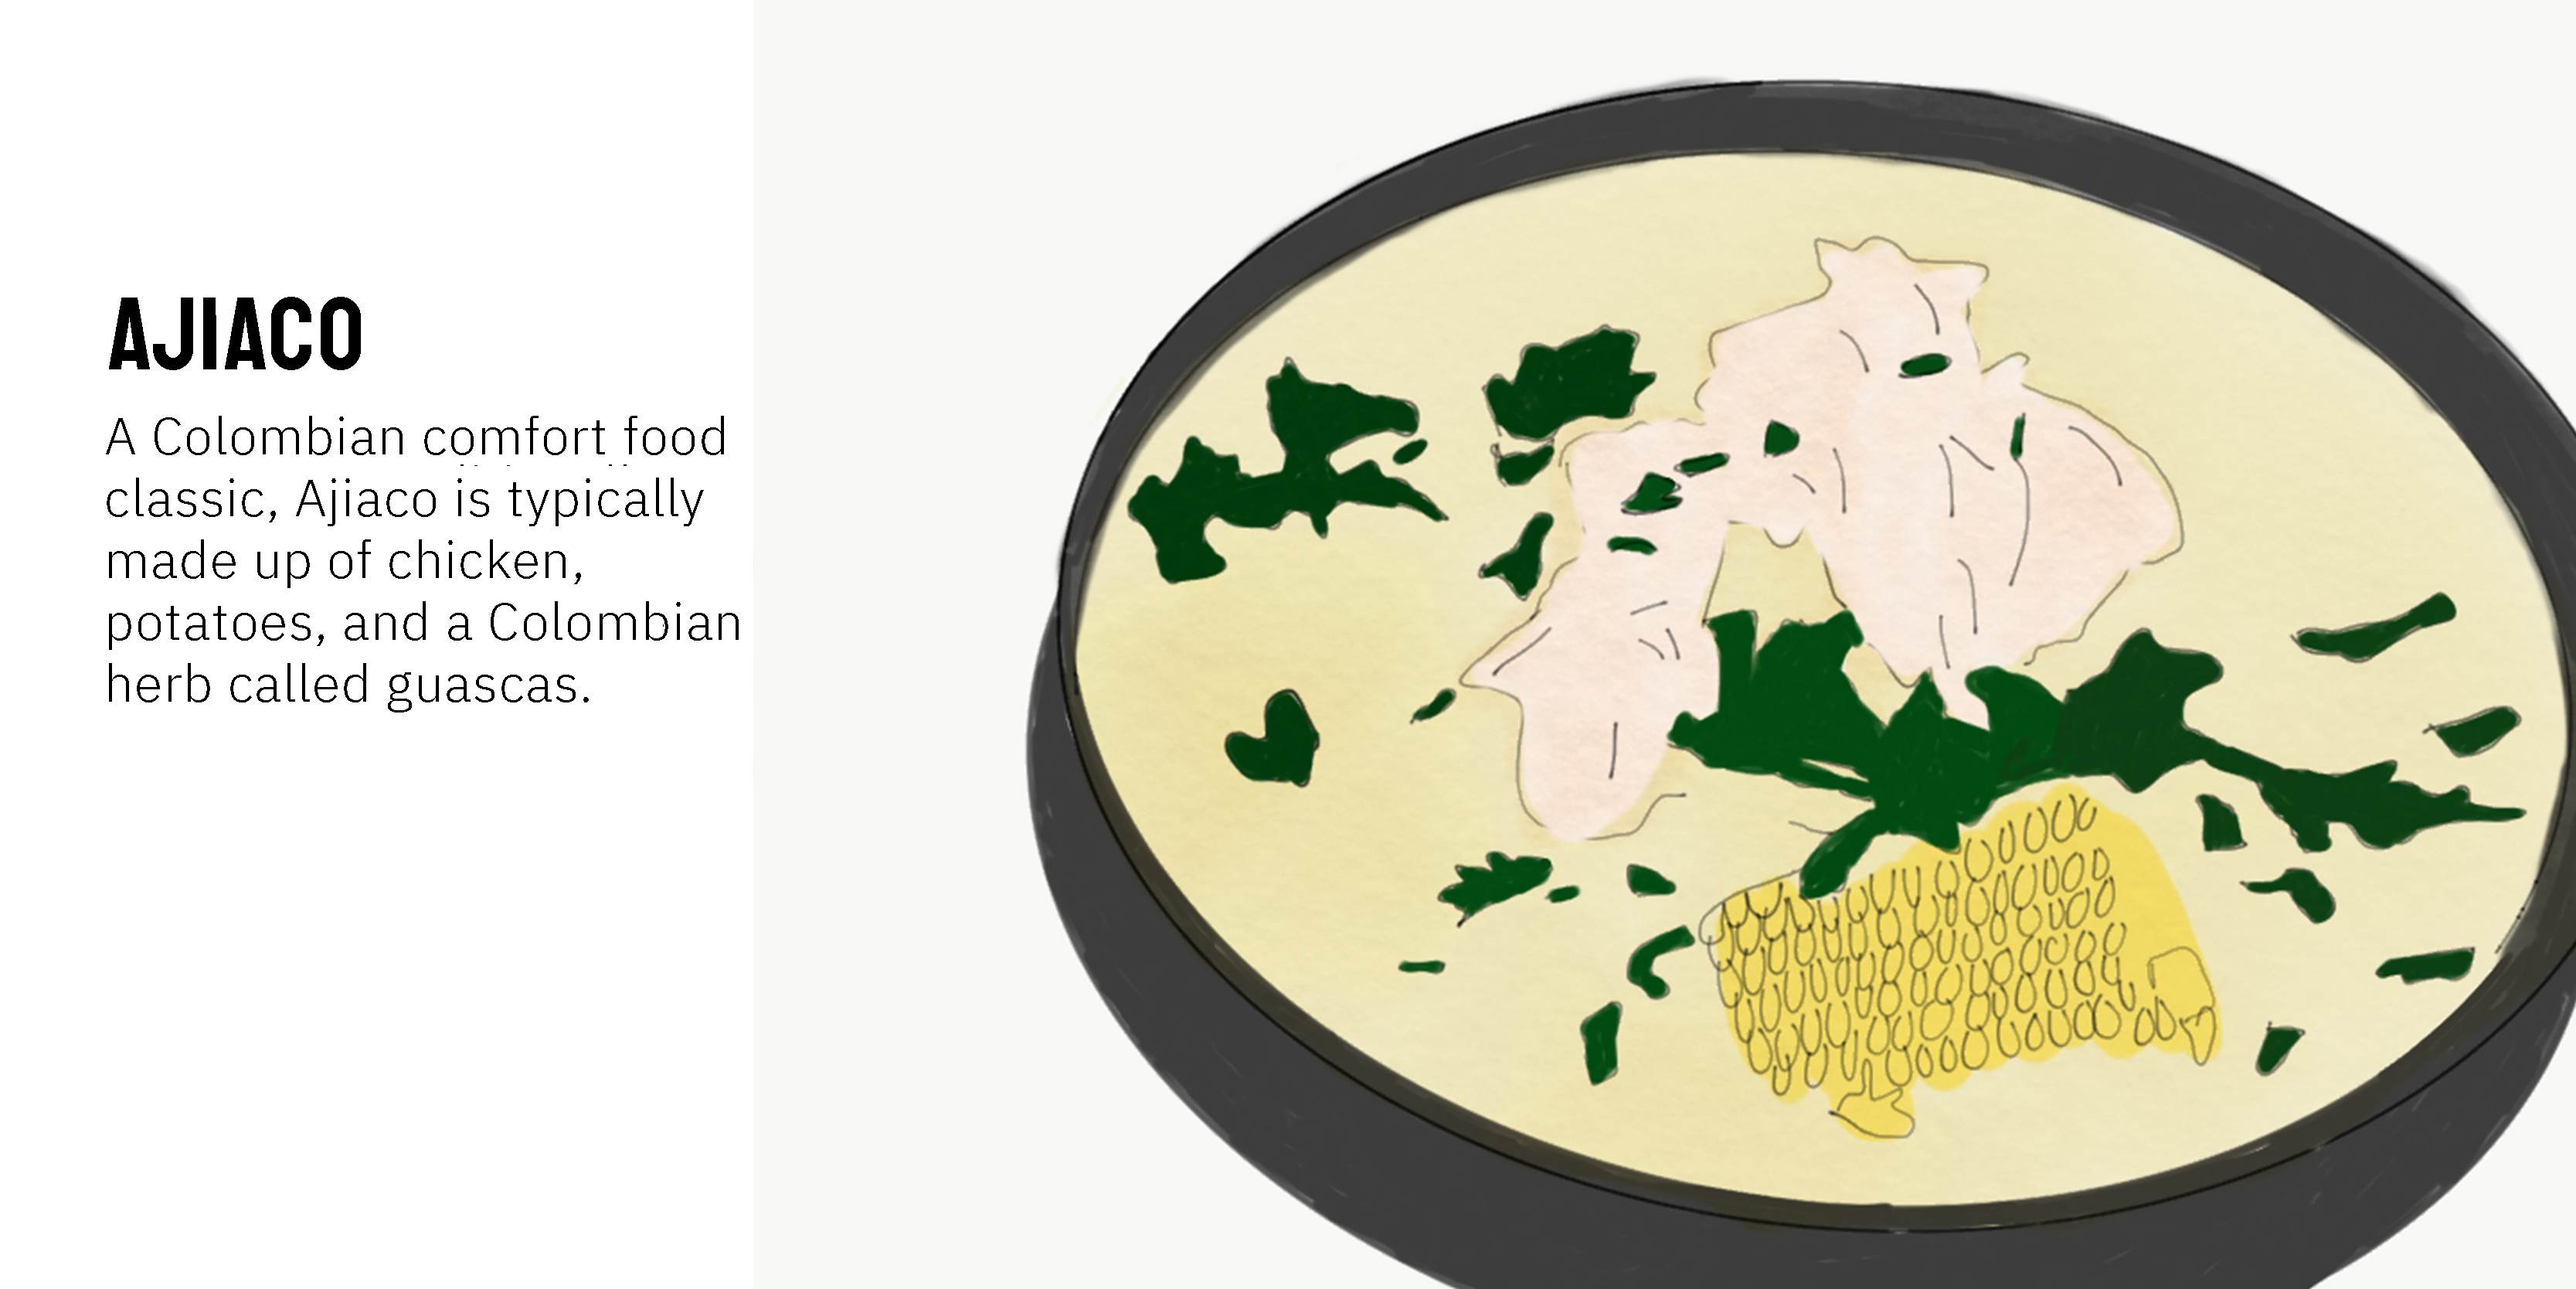 AJIACO
A Colombian comfort food
classic, Ajiaco is typically
made up of chicken,
potatoes, and a Colombian
herb called guascas.